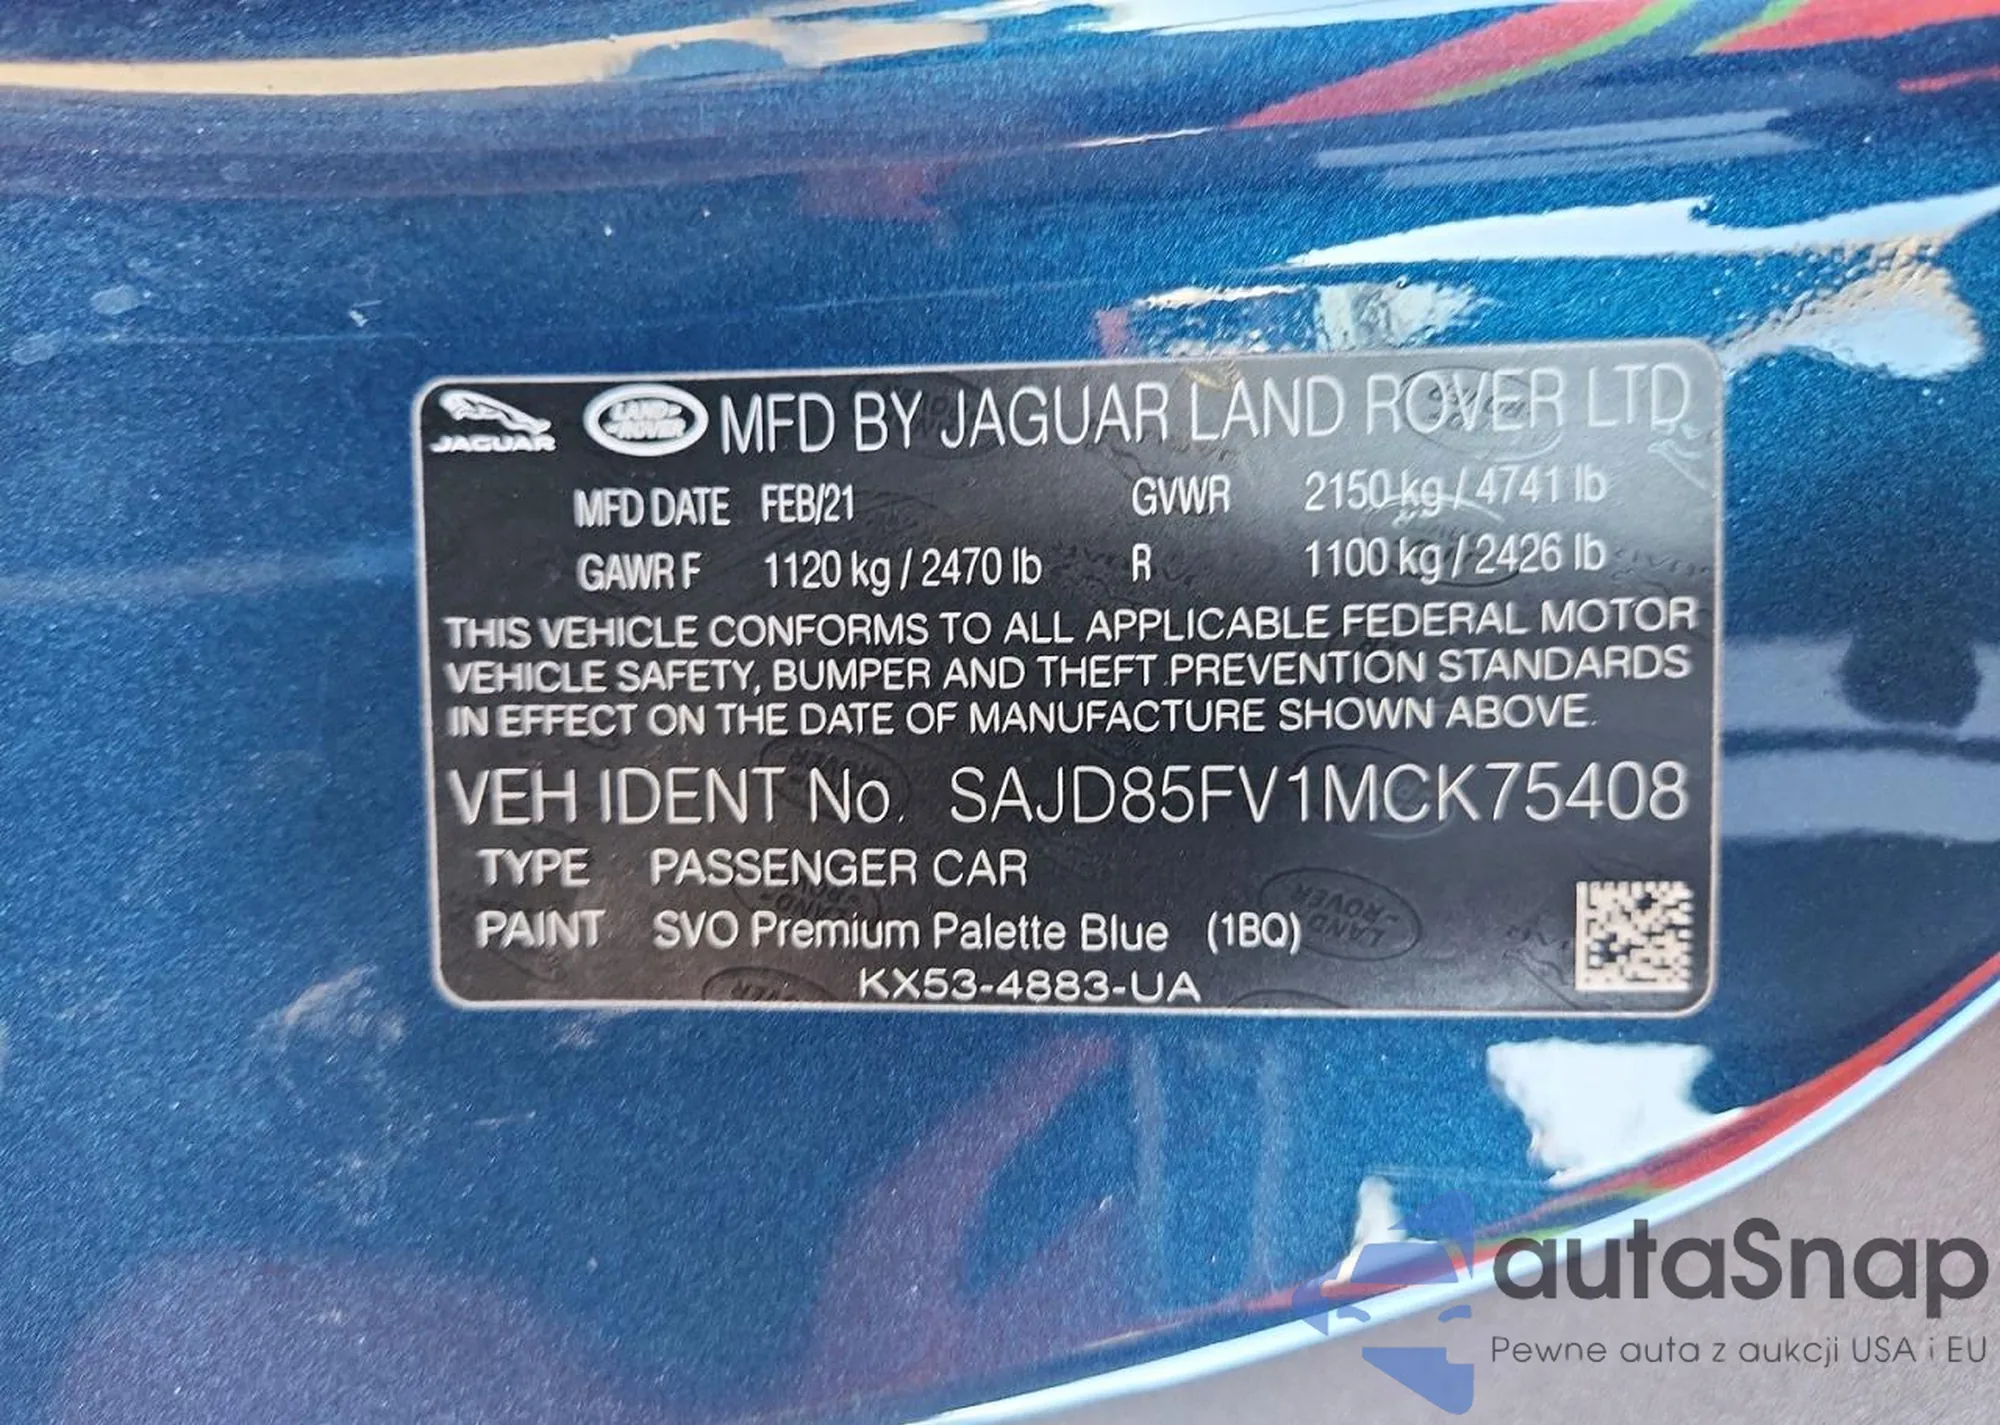 JAGUAR LAND ROVER MFD BY JAGUAR LAND ROVER LTD
MFD DATE FEB/21 GVWR 2150 kg / 4741 lb
GAWR F 1120 kg / 2470 lb R 1100 kg / 2426 lb
THIS VEHICLE CONFORMS TO ALL APPLICABLE FEDERAL MOTOR
VEHICLE SAFETY, BUMPER AND THEFT PREVENTION STANDARDS
IN EFFECT ON THE DATE OF MANUFACTURE SHOWN ABOVE.
VEH IDENT No. SAJD85FV1MCK75408
TYPE PASSENGER CAR
PAINT SVO Premium Palette Blue (1BQ)
KX53-4883-UA
autaSnap
Pewne auta z aukcji USA i EU